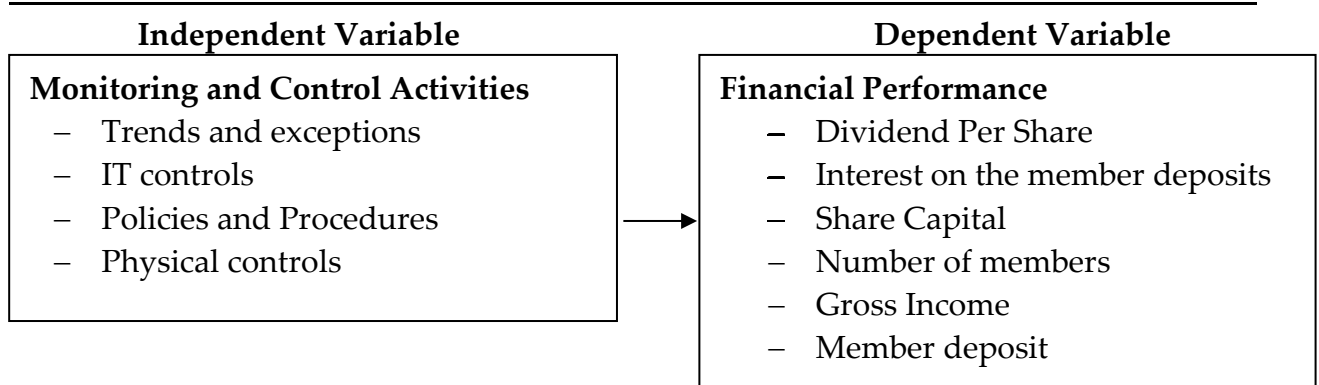 Independent Variable
Monitoring and Control Activities
– Trends and exceptions
– IT controls
– Policies and Procedures
– Physical controls
Dependent Variable
Financial Performance
– Dividend Per Share
– Interest on the member deposits
– Share Capital
– Number of members
– Gross Income
– Member deposit